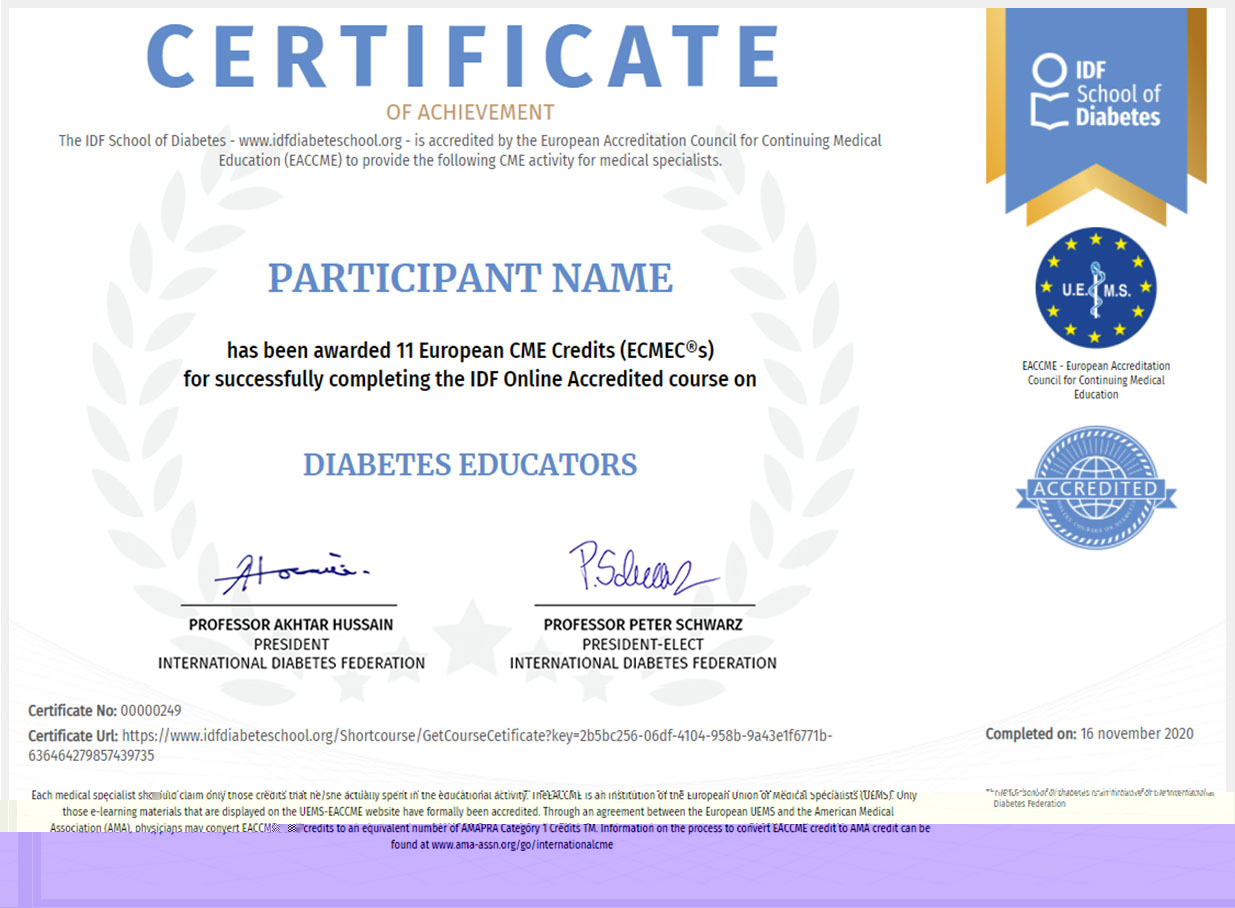 CERTIFICATE
OF ACHIEVEMENT
The IDF School of Diabetes - www.idfdiabeteschool.org - is accredited by the European Accreditation Council for Continuing Medical
Education (EACCME) to provide the following CME activity for medical specialists.
PARTICIPANT NAME
has been awarded 11 European CME Credits (ECMEC®s)
for successfully completing the IDF Online Accredited course on
DIABETES EDUCATORS
PROFESSOR AKHTAR HUSSAIN
PRESIDENT
INTERNATIONAL DIABETES FEDERATION
P. Schwarz
PROFESSOR PETER SCHWARZ
PRESIDENT-ELECT
INTERNATIONAL DIABETES FEDERATION
IDF
School of
Diabetes
U.E. M.S.
EACCME - European Accreditation
Council for Continuing Medical
Education
ACCREDITED
ONLINE COURSES ON DIABETES
Certificate No: 00000249
Certificate Url: https://www.idfdiabeteschool.org/Shortcourse/GetCourseCetificate?key=2b5bc256-06df-4104-958b-9a43e1f6771b-
636464279857439735
Completed on: 16 november 2020
Each medical specialist should claim only those credits that he/she actually spent in the educational activity. The EACCME is an institution of the European Union of Medical Specialists (UEMS). Only
those e-learning materials that are displayed on the UEMS-EACCME website have formally been accredited. Through an agreement between the European UEMS and the American Medical
Association (AMA), physicians may convert EACCME credits to an equivalent number of AMAPRA Category 1 Credits TM. Information on the process to convert EACCME credit to AMA credit can be
found at www.ama-assn.org/go/internationalcme
The IDF School of Diabetes is an initiative of the International
Diabetes Federation